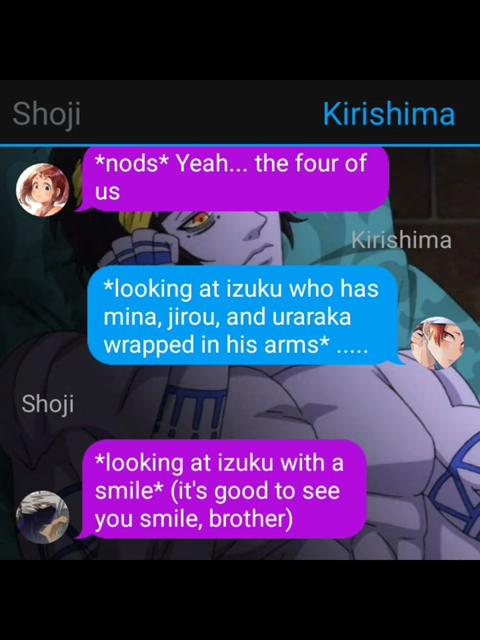 Shoji
Kirishima
*nods* Yeah... the four of
us
Kirishima
*looking at izuku who has
mina, jirou, and uraraka
wrapped in his arms* .....
Shoji
*looking at izuku with a
smile* (it's good to see
you smile, brother)